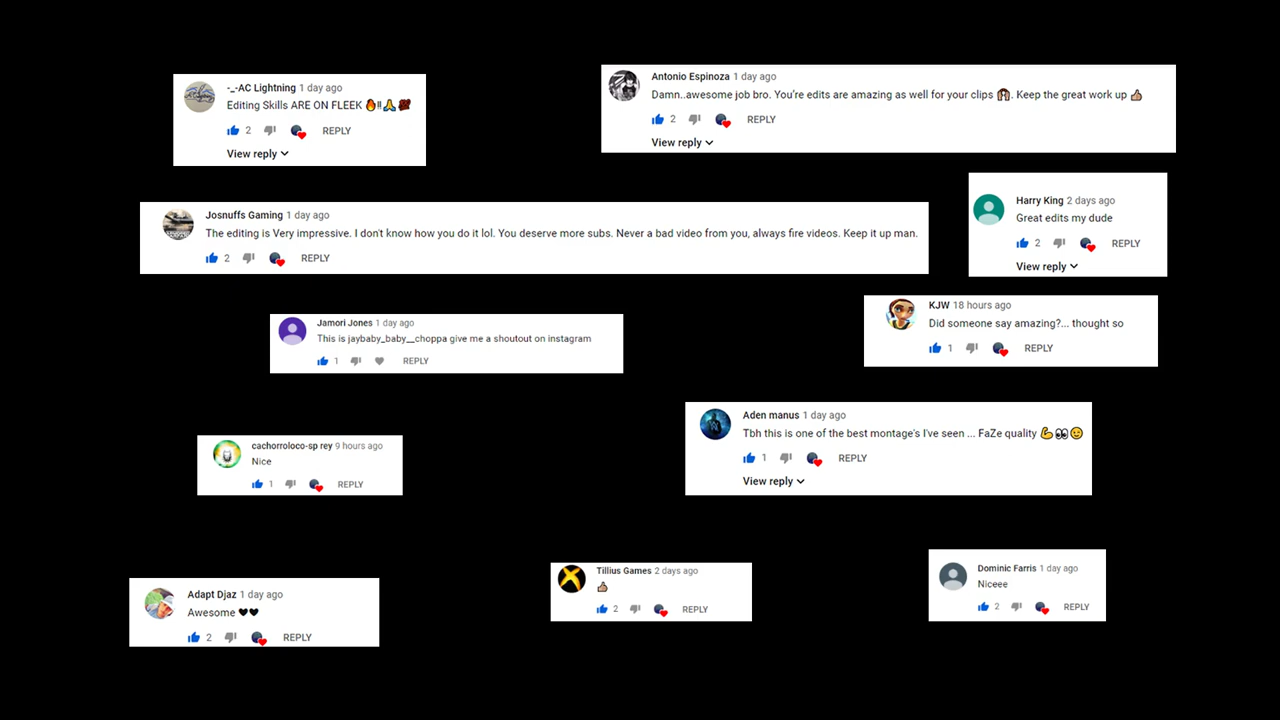 -_-AC Lightning 1 day ago
Editing Skills ARE ON FLEEK 🔥‼🙏💯
2 REPLY
View reply
Antonio Espinoza 1 day ago
Damn..awesome job bro. You're edits are amazing as well for your clips 🙌🏽. Keep the great work up 👍🏽
2 REPLY
View reply
Josnuffs Gaming 1 day ago
The editing is Very impressive. I don't know how you do it lol. You deserve more subs. Never a bad video from you, always fire videos. Keep it up man.
2 REPLY
Harry King 2 days ago
Great edits my dude
2 REPLY
View reply
Jamori Jones 1 day ago
This is jaybaby_baby__choppa give me a shoutout on instagram
1 REPLY
KJW 18 hours ago
Did someone say amazing?... thought so
1 REPLY
Aden manus 1 day ago
Tbh this is one of the best montage's I've seen ... FaZe quality 💪👀😉
1 REPLY
View reply
cachorroloco-sp rey 9 hours ago
Nice
1 REPLY
Adapt Djaz 1 day ago
Awesome ♥♥
2 REPLY
Tillius Games 2 days ago
👍🏽
2 REPLY
Dominic Farris 1 day ago
Niceee
2 REPLY